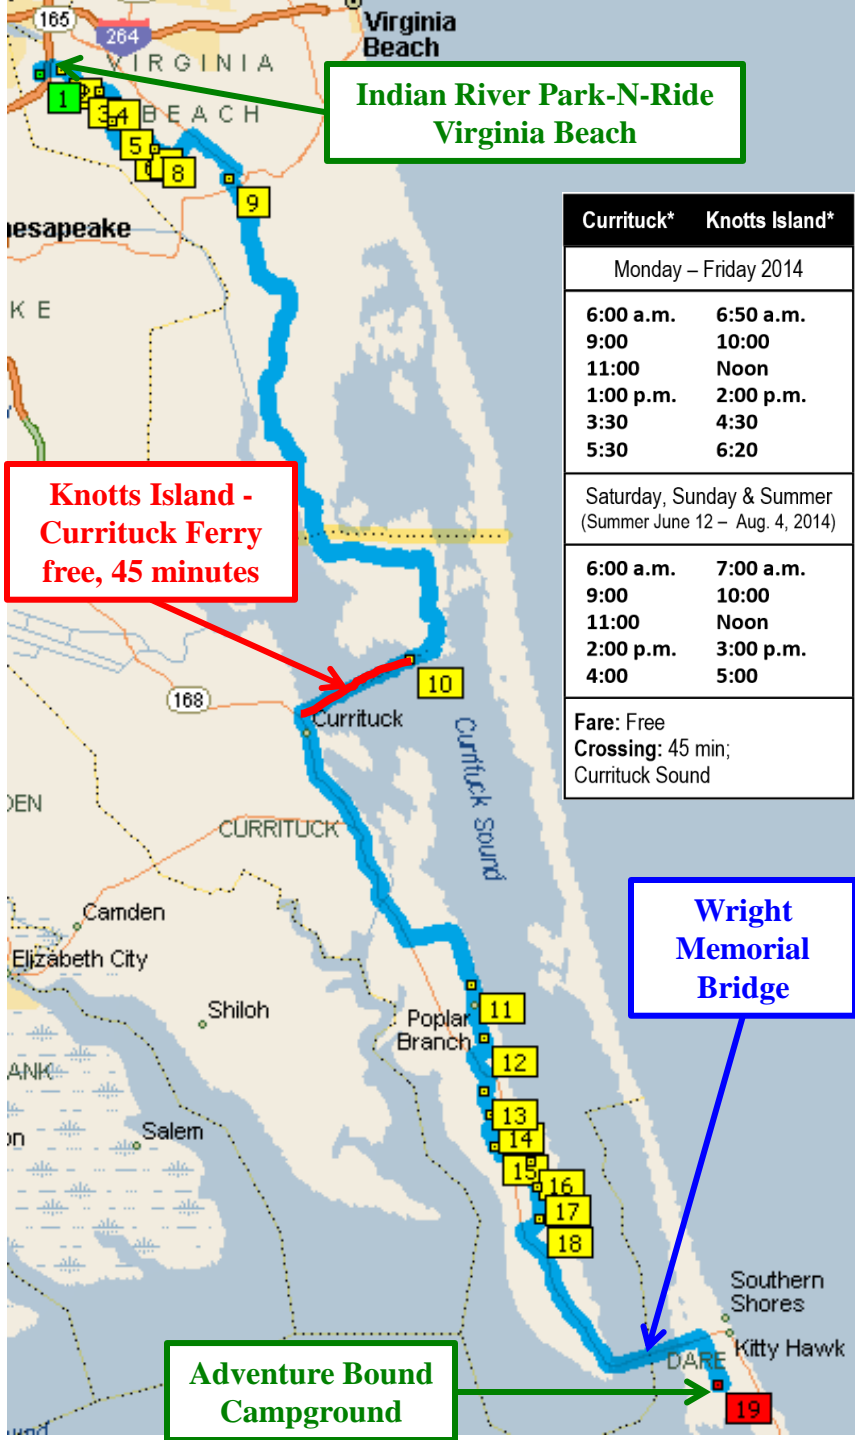 165
Virginia
Beach
264
VIRGINIA
BEACH
Indian River Park-N-Ride
Virginia Beach
1
3
4
5
8
9
esapeake
K E
Currituck* Knotts Island*
Monday – Friday 2014
6:00 a.m. 6:50 a.m.
9:00 10:00
11:00 Noon
1:00 p.m. 2:00 p.m.
3:30 4:30
5:30 6:20
Saturday, Sunday & Summer
(Summer June 12 – Aug. 4, 2014)
6:00 a.m. 7:00 a.m.
9:00 10:00
11:00 Noon
2:00 p.m. 3:00 p.m.
4:00 5:00
Fare: Free
Crossing: 45 min;
Currituck Sound
Knotts Island -
Currituck Ferry
free, 45 minutes
10
168
Currituck
Currituck Sound
DEN
CURRITUCK
Camden
Elizabeth City
Shiloh
Wright
Memorial
Bridge
11
Poplar
Branch
12
ANK
13
Salem
14
15
16
17
18
Southern
Shores
Kitty Hawk
DARE
Adventure Bound
Campground
19